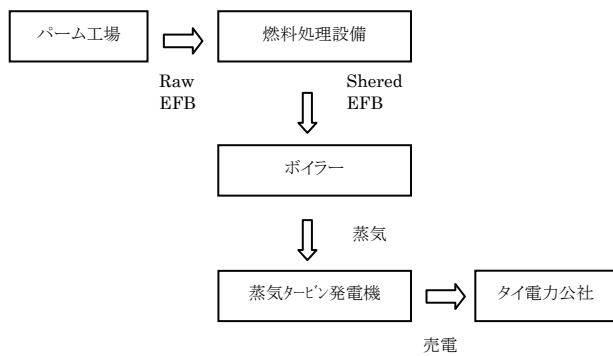 パーム工場
燃料処理設備
Raw
EFB
Shered
EFB
ボイラー
蒸気
蒸気ﾀｰﾋﾞﾝ発電機
タイ電力公社
売電